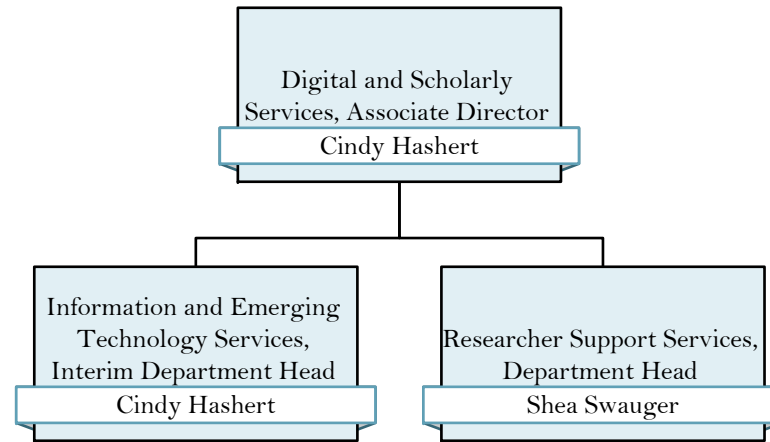 Digital and Scholarly
Services, Associate Director
Cindy Hashert
Information and Emerging
Technology Services,
Interim Department Head
Cindy Hashert
Researcher Support Services,
Department Head
Shea Swauger